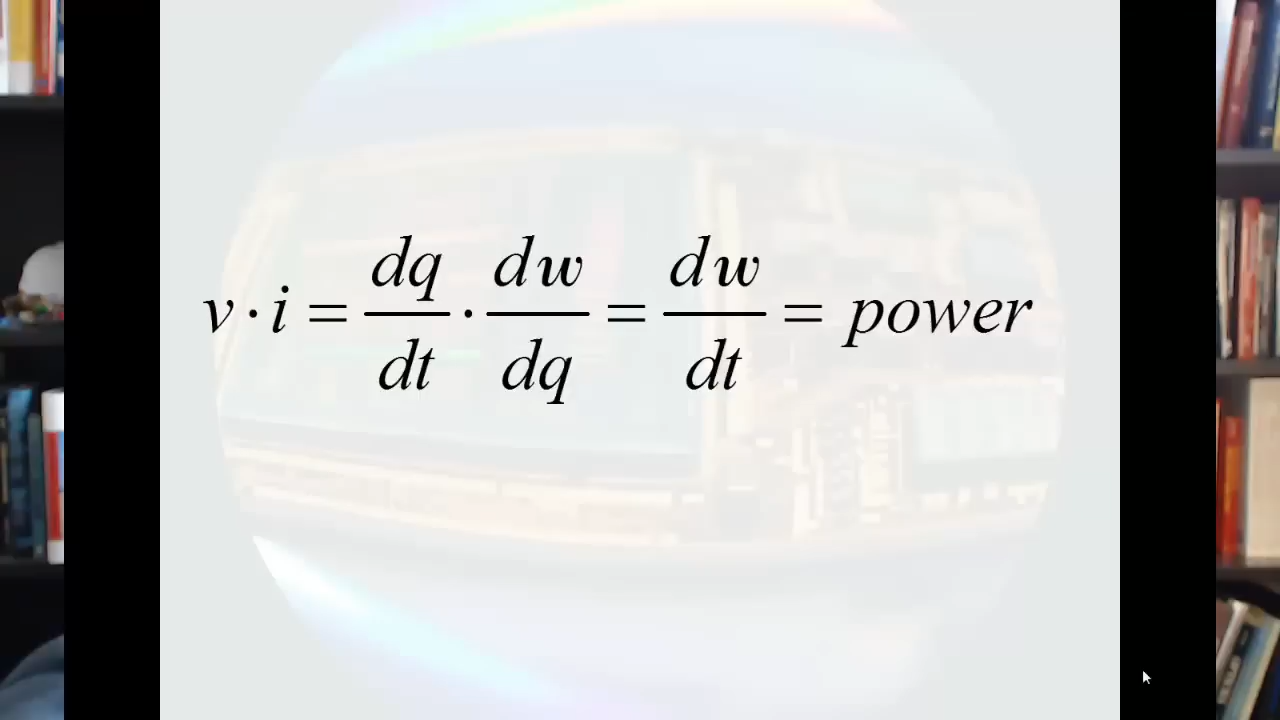 v · i = dq/dt · dw/dq = dw/dt = power